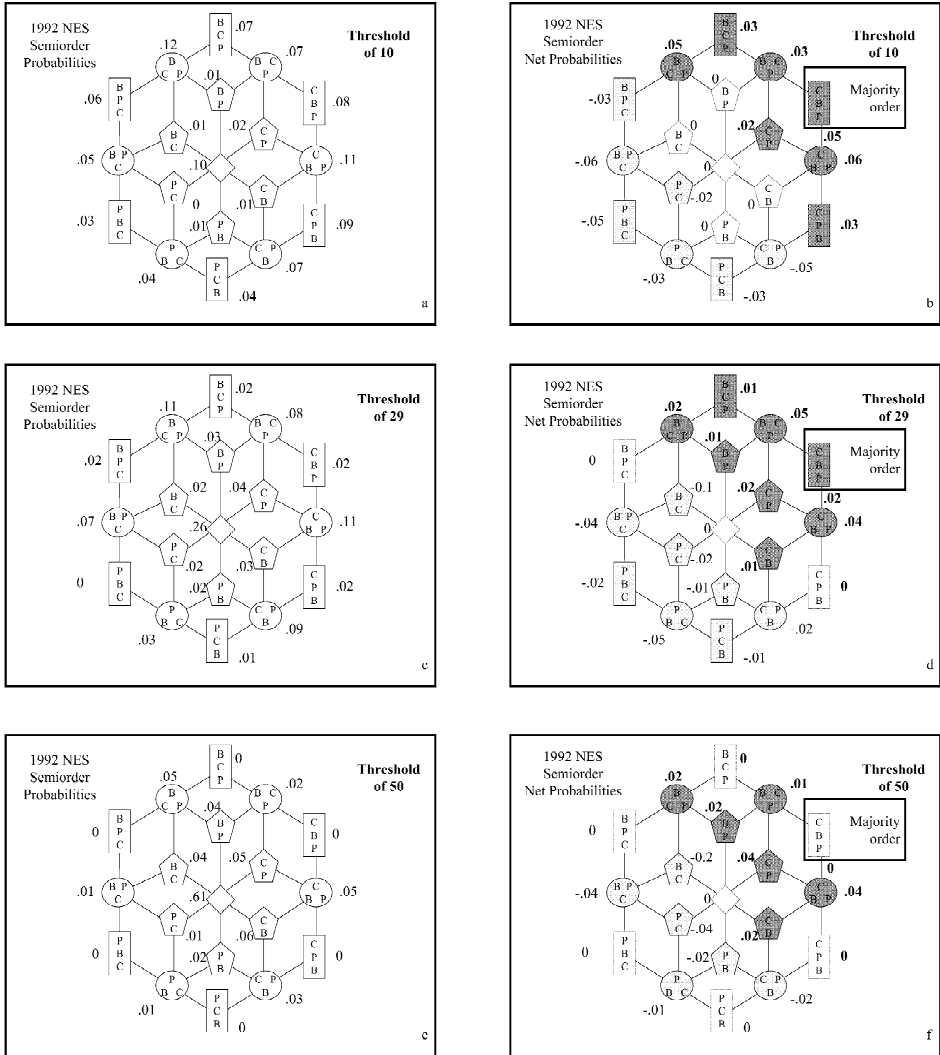 1992 NES
Semiorder
Probabilities
Threshold
of 10
B
C
P
.07
.12
B
C P
B C
P
.07
.01
B
P
B
P
C
.06
C
B
P
.08
.01
B
C
.02
C
P
.05
B P
C
.10
C
B P
.11
P
C
0
.01
C
B
P
B
C
.03
.01
P
B
C
P
B
.09
P
B C
.04
C P
B
.07
P
C
B
.04
a
1992 NES
Semiorder
Net Probabilities
Threshold
of 10
B
C
P
.03
.05
B
C P
B C
P
.03
0
B
P
B
P
C
-.03
C
B
P
Majority
order
0
B
C
.02
C
P
.05
-.06
B P
C
0
C
B P
.06
P
C
-.02
0
C
B
P
B
C
-.05
0
P
B
C
P
B
.03
P
B C
-.03
C P
B
-.05
P
C
B
-.03
b
1992 NES
Semiorder
Probabilities
Threshold
of 29
B
C
P
.02
.11
B
C P
B C
P
.08
.03
B
P
B
P
C
.02
C
B
P
.02
.02
B
C
.04
C
P
.07
B P
C
.26
C
B P
.11
P
C
.02
.03
C
B
P
B
C
0
.02
P
B
C
P
B
.02
P
B C
.03
C P
B
.09
P
C
B
.01
c
1992 NES
Semiorder
Net Probabilities
Threshold
of 29
B
C
P
.01
.02
B
C P
B C
P
.05
.01
B
P
B
P
C
0
C
B
P
Majority
order
-0.1
B
C
.02
C
P
.02
-.04
B P
C
0
C
B P
.04
P
C
-.02
.01
C
B
P
B
C
-.02
-.01
P
B
C
P
B
0
P
B C
-.05
C P
B
-.02
P
C
B
-.01
d
1992 NES
Semiorder
Probabilities
Threshold
of 50
B
C
P
0
.05
B
C P
B C
P
.02
.04
B
P
B
P
C
0
C
B
P
0
.04
B
C
.05
C
P
.01
B P
C
.61
C
B P
.05
P
C
.01
.06
C
B
P
B
C
0
.02
P
B
C
P
B
0
P
B C
.01
C P
B
.03
P
C
B
0
e
1992 NES
Semiorder
Net Probabilities
Threshold
of 50
B
C
P
0
.02
B
C P
B C
P
.01
.02
B
P
B
P
C
0
C
B
P
Majority
order
-0.2
B
C
.04
C
P
0
-.04
B P
C
0
C
B P
.04
P
C
-.04
.02
C
B
P
B
C
0
-.02
P
B
C
P
B
0
P
B C
-.01
C P
B
-.02
P
C
B
0
f